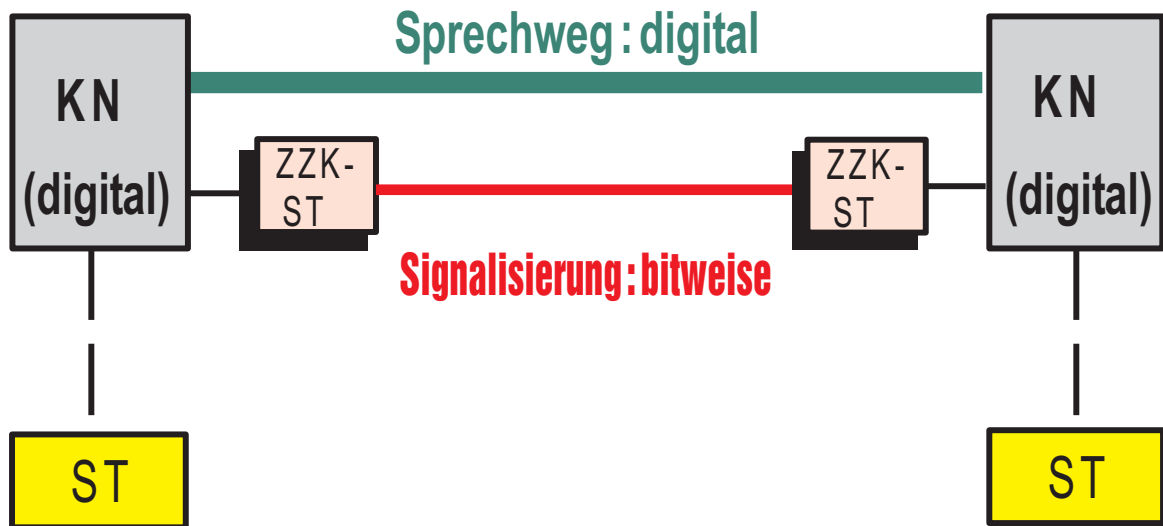 Sprechweg : digital
KN
(digital)
ZZK-
ST
ZZK-
ST
KN
(digital)
Signalisierung : bitweise
ST
ST